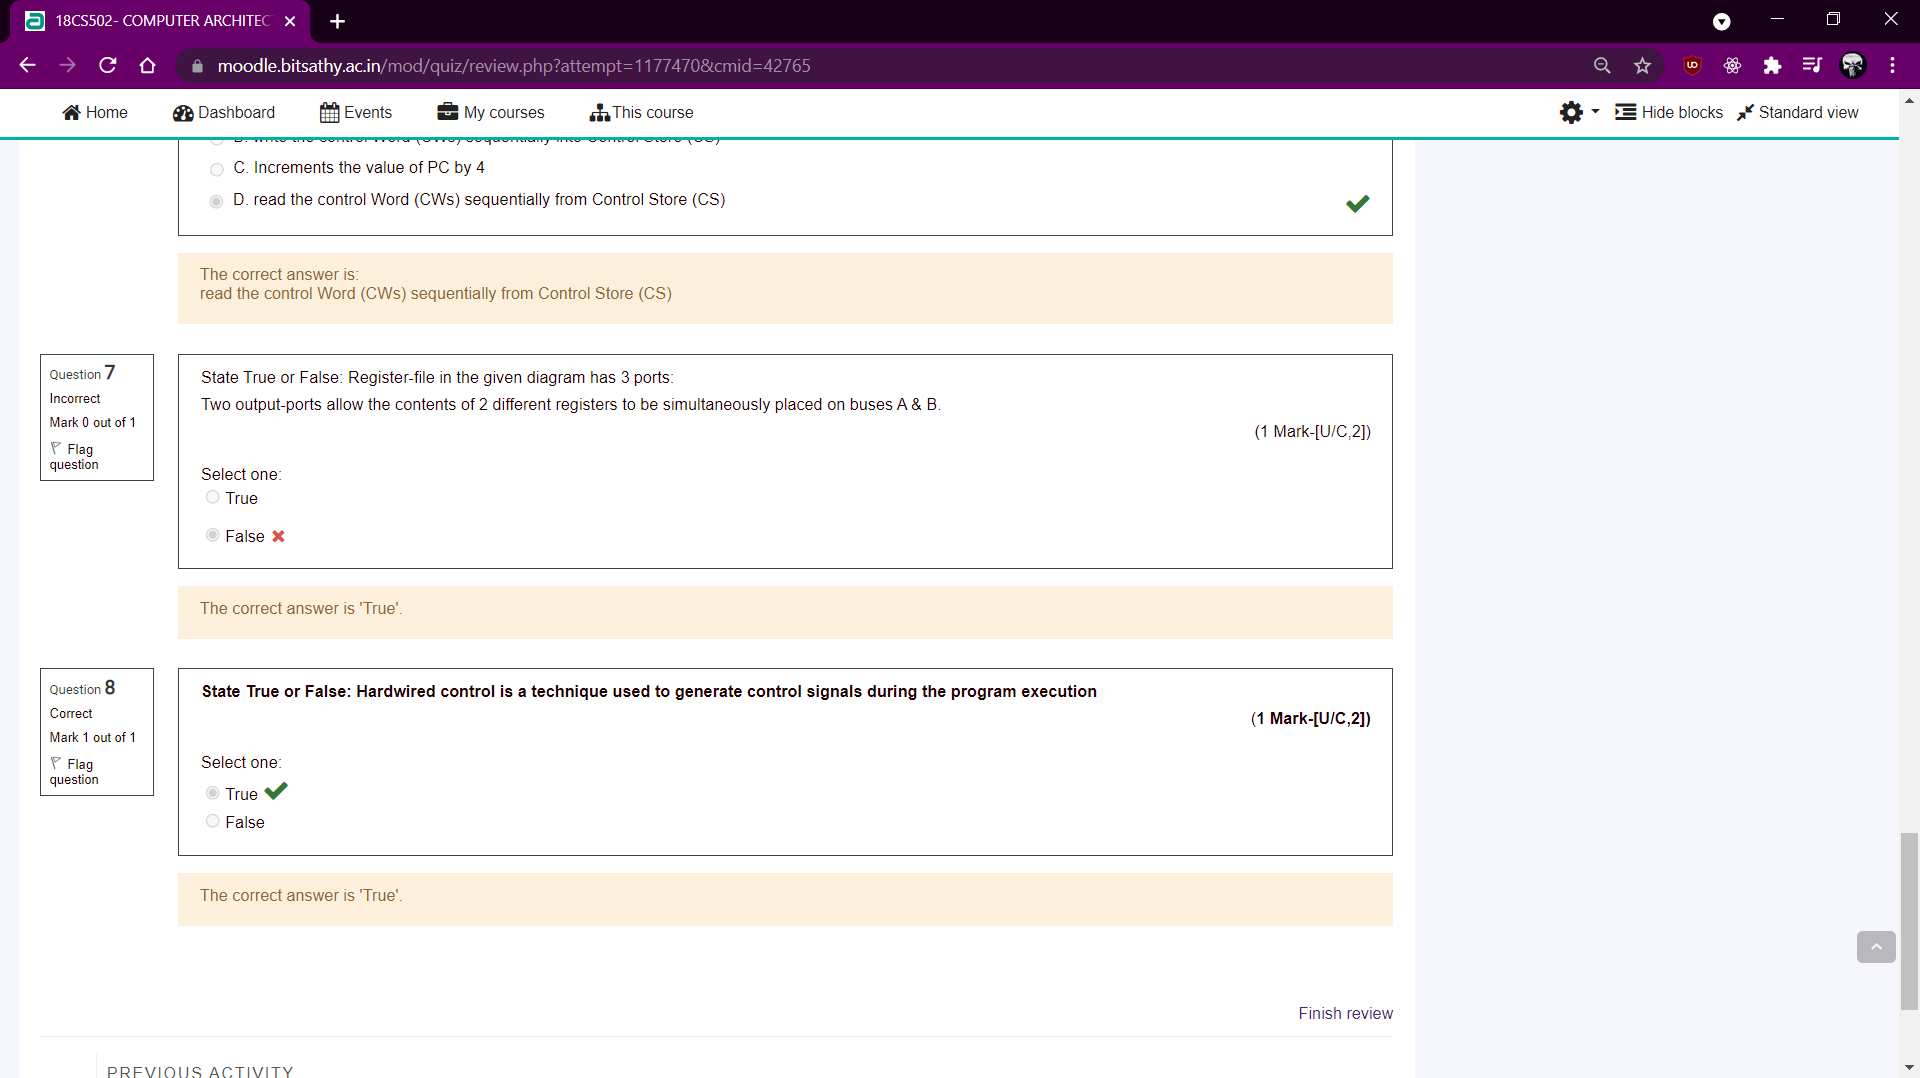 18CS502- COMPUTER ARCHITEC
moodle.bitsathy.ac.in/mod/quiz/review.php?attempt=1177470&cmid=42765
Home
Dashboard
Events
My courses
This course
Hide blocks
Standard view
C. Increments the value of PC by 4
D. read the control Word (CWs) sequentially from Control Store (CS)
The correct answer is:
read the control Word (CWs) sequentially from Control Store (CS)
Question 7
Incorrect
Mark 0 out of 1
Flag
question
State True or False: Register-file in the given diagram has 3 ports:
Two output-ports allow the contents of 2 different registers to be simultaneously placed on buses A & B.
(1 Mark-[U/C,2])
Select one:
True
False
The correct answer is 'True'.
Question 8
Correct
Mark 1 out of 1
Flag
question
State True or False: Hardwired control is a technique used to generate control signals during the program execution
(1 Mark-[U/C,2])
Select one:
True
False
The correct answer is 'True'.
Finish review
PREVIOUS ACTIVITY